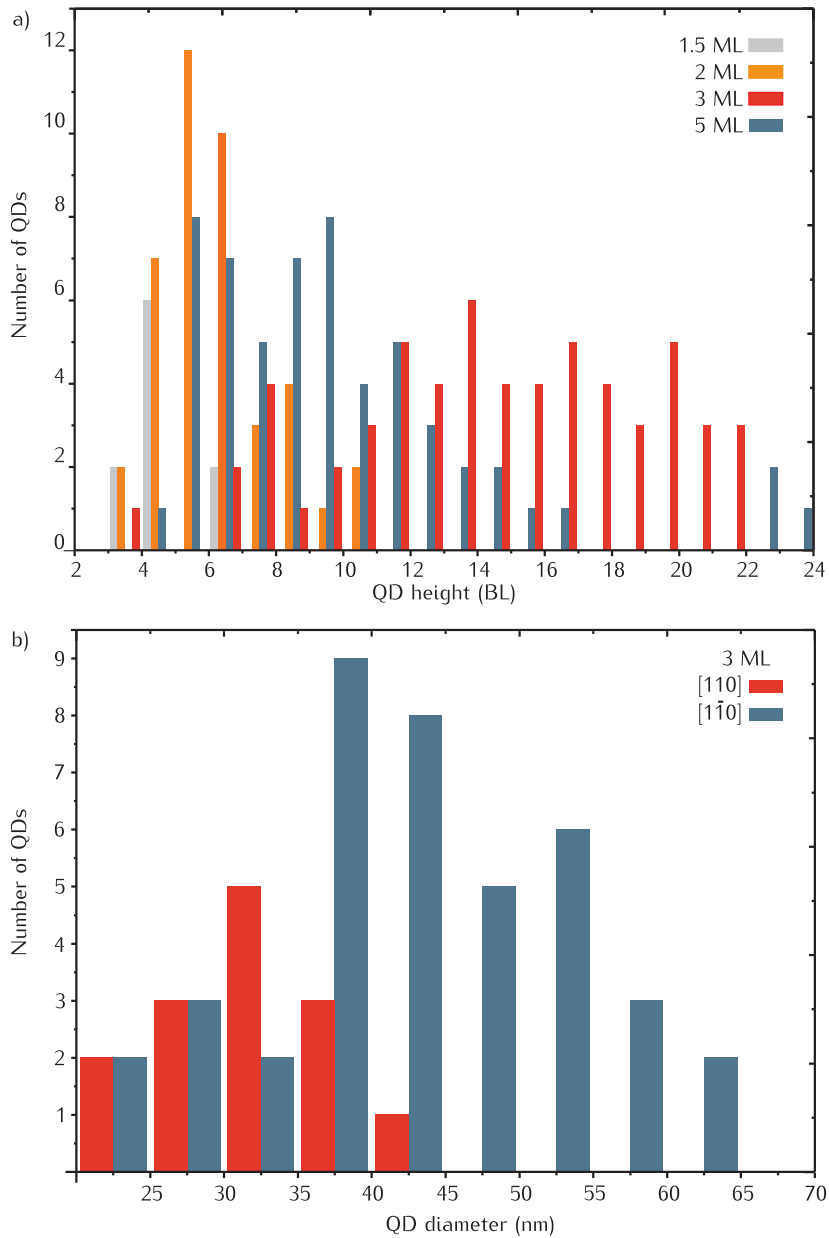 a)
1.5 ML
2 ML
3 ML
5 ML
Number of QDs
12
10
8
6
4
2
0
2 4 6 8 10 12 14 16 18 20 22 24
QD height (BL)
b)
3 ML
[110]
[11̄0]
Number of QDs
9
8
7
6
5
4
3
2
1
25 30 35 40 45 50 55 60 65 70
QD diameter (nm)